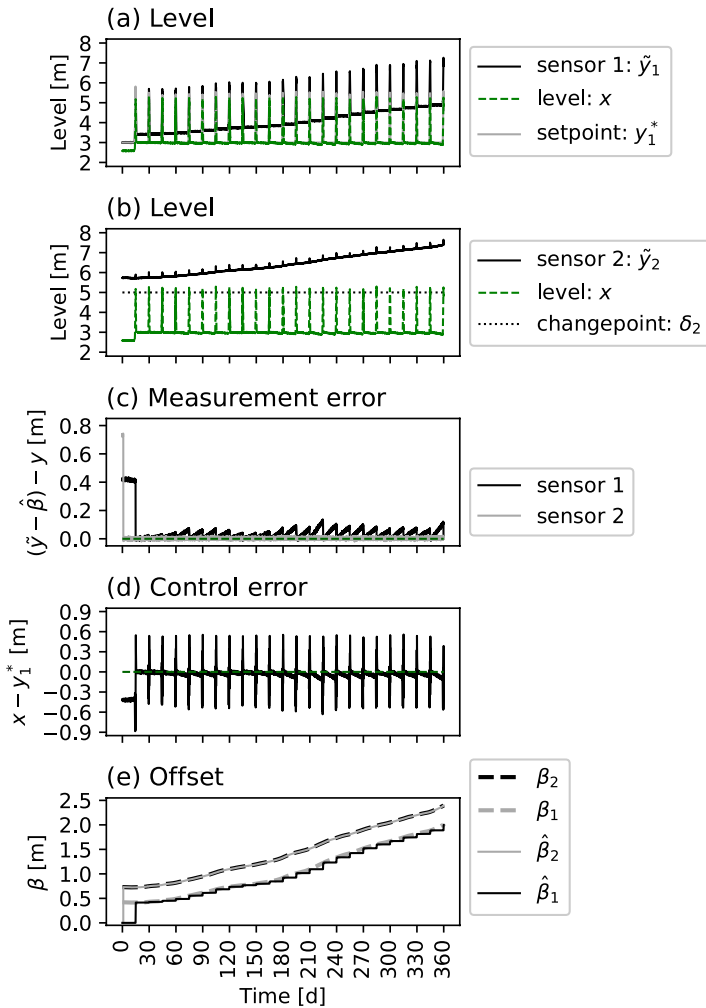 (a) Level
Level [m]
8
7
6
5
4
3
2
sensor 1: ỹ₁
level: x
setpoint: y₁*
(b) Level
Level [m]
8
7
6
5
4
3
2
sensor 2: ỹ₂
level: x
changepoint: δ₂
(c) Measurement error
(ỹ − β̂) − y [m]
0.8
0.6
0.4
0.2
0.0
sensor 1
sensor 2
(d) Control error
x − y₁* [m]
0.9
0.6
0.3
0.0
−0.3
−0.6
−0.9
(e) Offset
β [m]
2.5
2.0
1.5
1.0
0.5
0.0
β₂
β₁
β̂₂
β̂₁
0 30 60 90 120 150 180 210 240 270 300 330 360
Time [d]